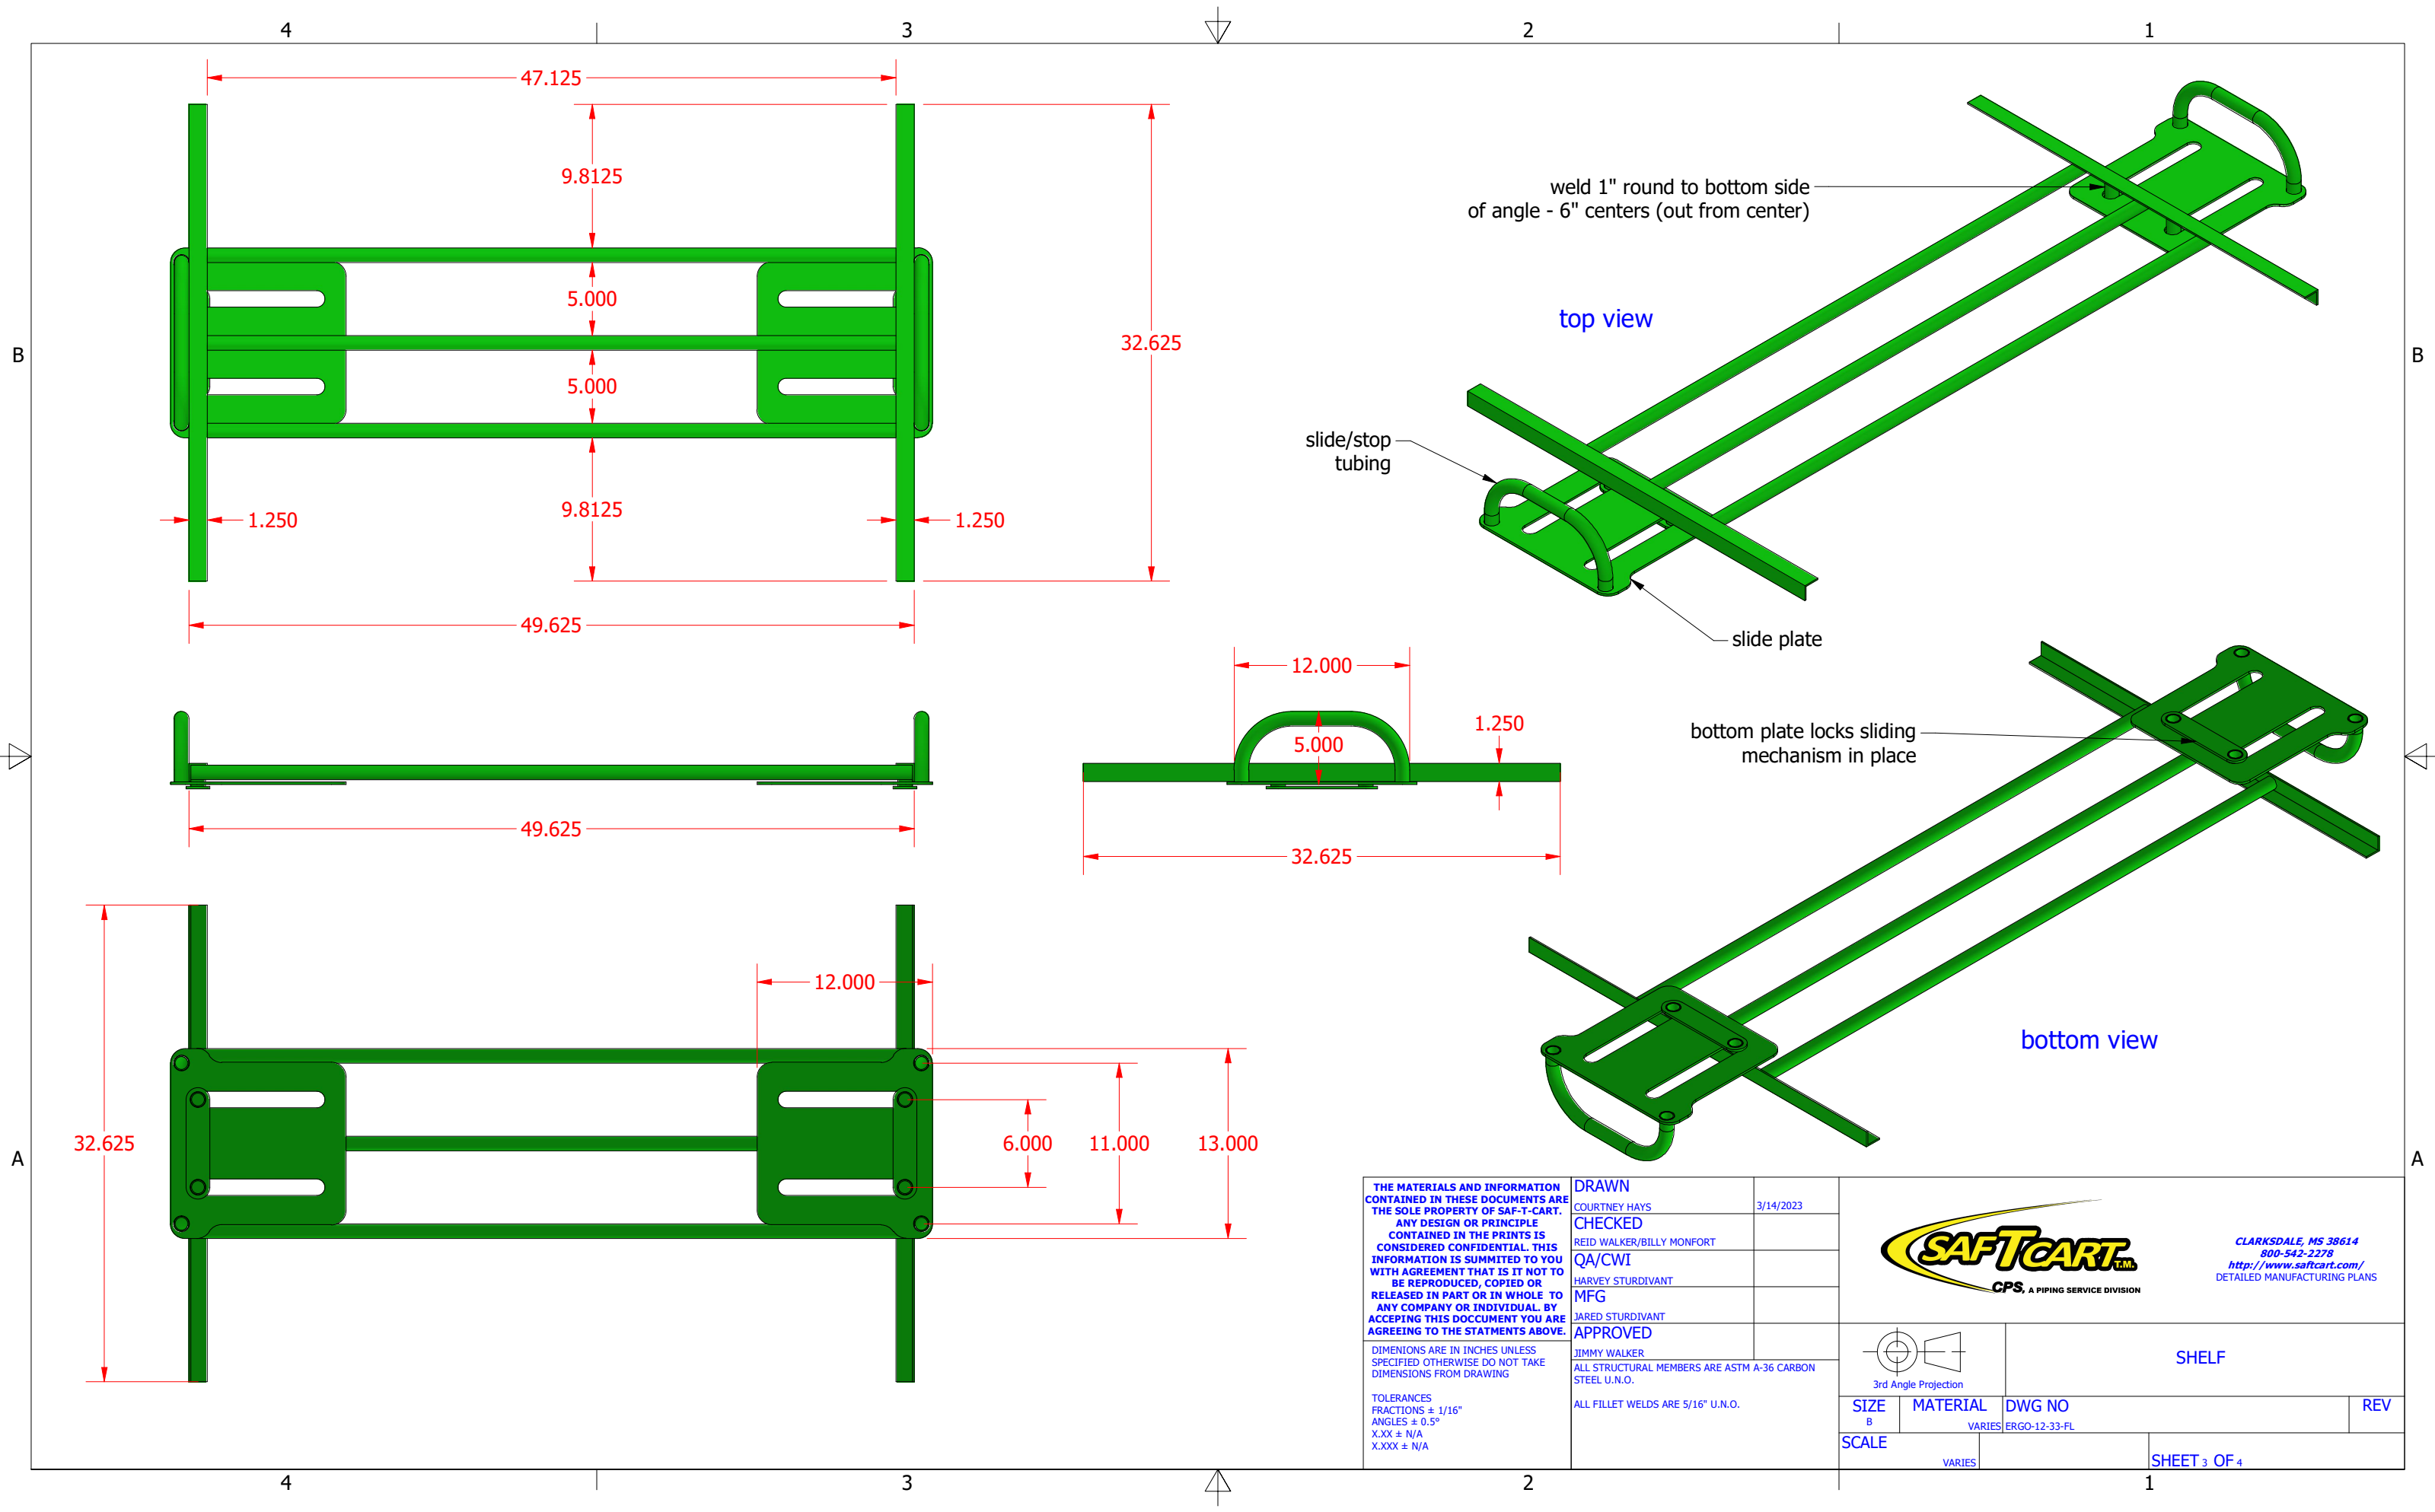 4
3
2
1
47.125
9.8125
5.000
5.000
9.8125
32.625
1.250
1.250
49.625
B
B
weld 1" round to bottom side
of angle - 6" centers (out from center)
top view
slide/stop
tubing
slide plate
12.000
5.000
1.250
32.625
49.625
bottom plate locks sliding
mechanism in place
bottom view
32.625
12.000
6.000
11.000
13.000
A
A
THE MATERIALS AND INFORMATION
CONTAINED IN THESE DOCUMENTS ARE
THE SOLE PROPERTY OF SAF-T-CART.
ANY DESIGN OR PRINCIPLE
CONTAINED IN THE PRINTS IS
CONSIDERED CONFIDENTIAL. THIS
INFORMATION IS SUMMITED TO YOU
WITH AGREEMENT THAT IS IT NOT TO
BE REPRODUCED, COPIED OR
RELEASED IN PART OR IN WHOLE TO
ANY COMPANY OR INDIVIDUAL. BY
ACCEPING THIS DOCCUMENT YOU ARE
AGREEING TO THE STATMENTS ABOVE.
DIMENIONS ARE IN INCHES UNLESS
SPECIFIED OTHERWISE DO NOT TAKE
DIMENSIONS FROM DRAWING
TOLERANCES
FRACTIONS ± 1/16"
ANGLES ± 0.5°
X.XX ± N/A
X.XXX ± N/A
DRAWN
COURTNEY HAYS
3/14/2023
CHECKED
REID WALKER/BILLY MONFORT
QA/CWI
HARVEY STURDIVANT
MFG
JARED STURDIVANT
APPROVED
JIMMY WALKER
ALL STRUCTURAL MEMBERS ARE ASTM A-36 CARBON
STEEL U.N.O.
ALL FILLET WELDS ARE 5/16" U.N.O.
SAFTCART T.M.
CPS, A PIPING SERVICE DIVISION
CLARKSDALE, MS 38614
800-542-2278
http://www.saftcart.com/
DETAILED MANUFACTURING PLANS
3rd Angle Projection
SHELF
SIZE
B
MATERIAL
VARIES
DWG NO
ERGO-12-33-FL
REV
SCALE
VARIES
SHEET 3 OF 4
4
3
2
1